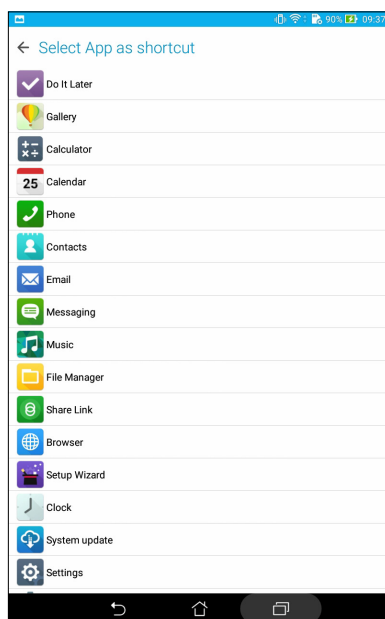 90% 09:37
Select App as shortcut
Do It Later
Gallery
Calculator
25 Calendar
Phone
Contacts
Email
Messaging
Music
File Manager
Share Link
Browser
Setup Wizard
Clock
System update
Settings